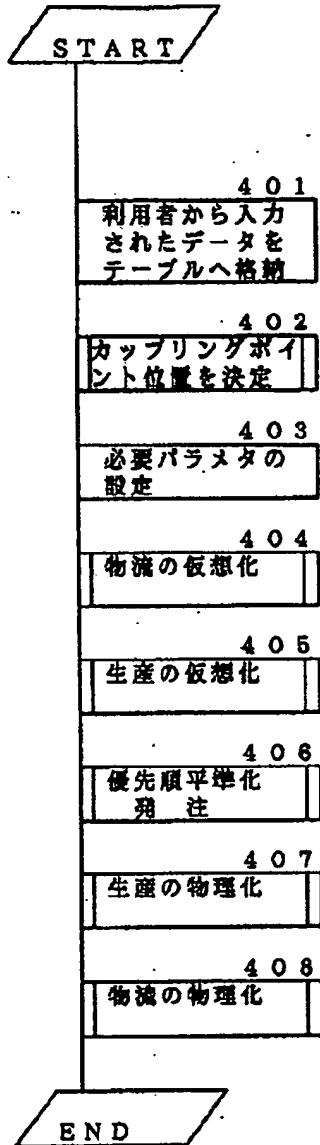 START
401
利用者から入力
されたデータを
テーブルへ格納
402
カップリングポイ
ント位置を決定
403
必要パラメタの
設定
404
物流の仮想化
405
生産の仮想化
406
優先順平準化
発 注
407
生産の物理化
408
物流の物理化
END